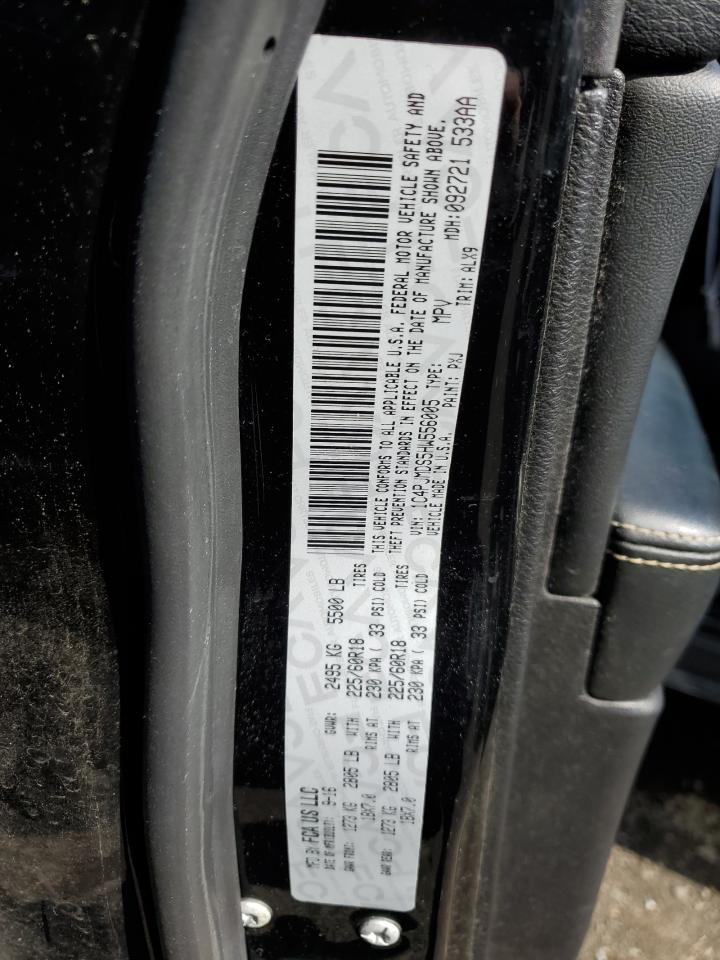 MFD BY: FCA US LLC
DATE OF MFR: 9-16 GVWR: 2495 KG 5500 LB
GAWR FRONT: 1273 KG 2805 LB WITH 225/60R18 TIRES
18X7.0 RIMS AT 230 KPA ( 33 PSI) COLD
GAWR REAR: 1273 KG 2805 LB WITH 225/60R18 TIRES
18X7.0 RIMS AT 230 KPA ( 33 PSI) COLD
THIS VEHICLE CONFORMS TO ALL APPLICABLE U.S.A. FEDERAL MOTOR VEHICLE SAFETY AND
THEFT PREVENTION STANDARDS IN EFFECT ON THE DATE OF MANUFACTURE SHOWN ABOVE.
VIN: 1C4PJMDS5HW556005 TYPE: MPV MDH:092721 533AA
VEHICLE MADE IN U.S.A. PAINT: PXJ TRIM: ALX9